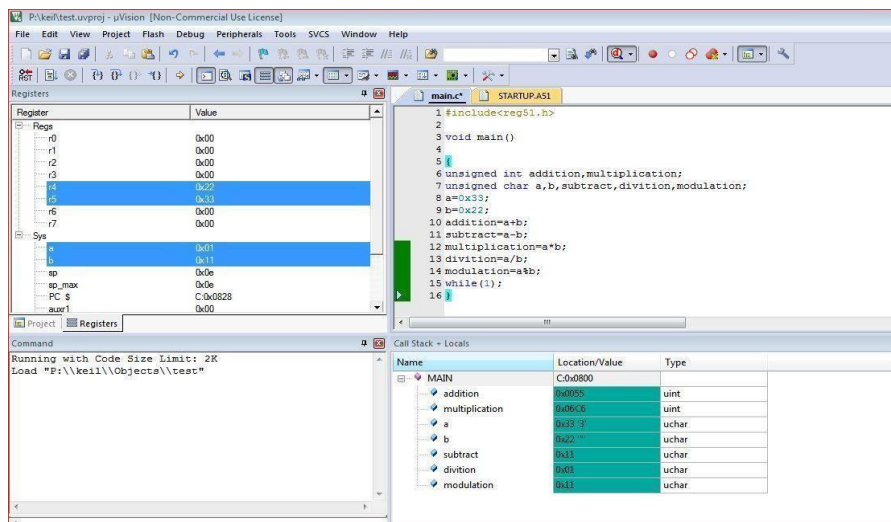 P:\keil\test.uvproj - µVision [Non-Commercial Use License]
File Edit View Project Flash Debug Peripherals Tools SVCS Window Help
Registers
Register Value
Regs
r0 0x00
r1 0x00
r2 0x00
r3 0x00
r4 0x22
r5 0x33
r6 0x00
r7 0x00
Sys
a 0x01
b 0x11
sp 0x0e
sp_max 0x0e
PC $ C:0x0828
auxr1 0x00
Project Registers
main.c* STARTUP.A51
1 #include<reg51.h>
2
3 void main()
4
5 {
6 unsigned int addition,multiplication;
7 unsigned char a,b,subtract,divition,modulation;
8 a=0x33;
9 b=0x22;
10 addition=a+b;
11 subtract=a-b;
12 multiplication=a*b;
13 divition=a/b;
14 modulation=a%b;
15 while(1);
16 }
Command
Running with Code Size Limit: 2K
Load "P:\\keil\\Objects\\test"
Call Stack + Locals
Name Location/Value Type
MAIN C:0x0800
addition 0x0055 uint
multiplication 0x06C6 uint
a 0x33 '3' uchar
b 0x22 '"' uchar
subtract 0x11 uchar
divition 0x01 uchar
modulation 0x11 uchar